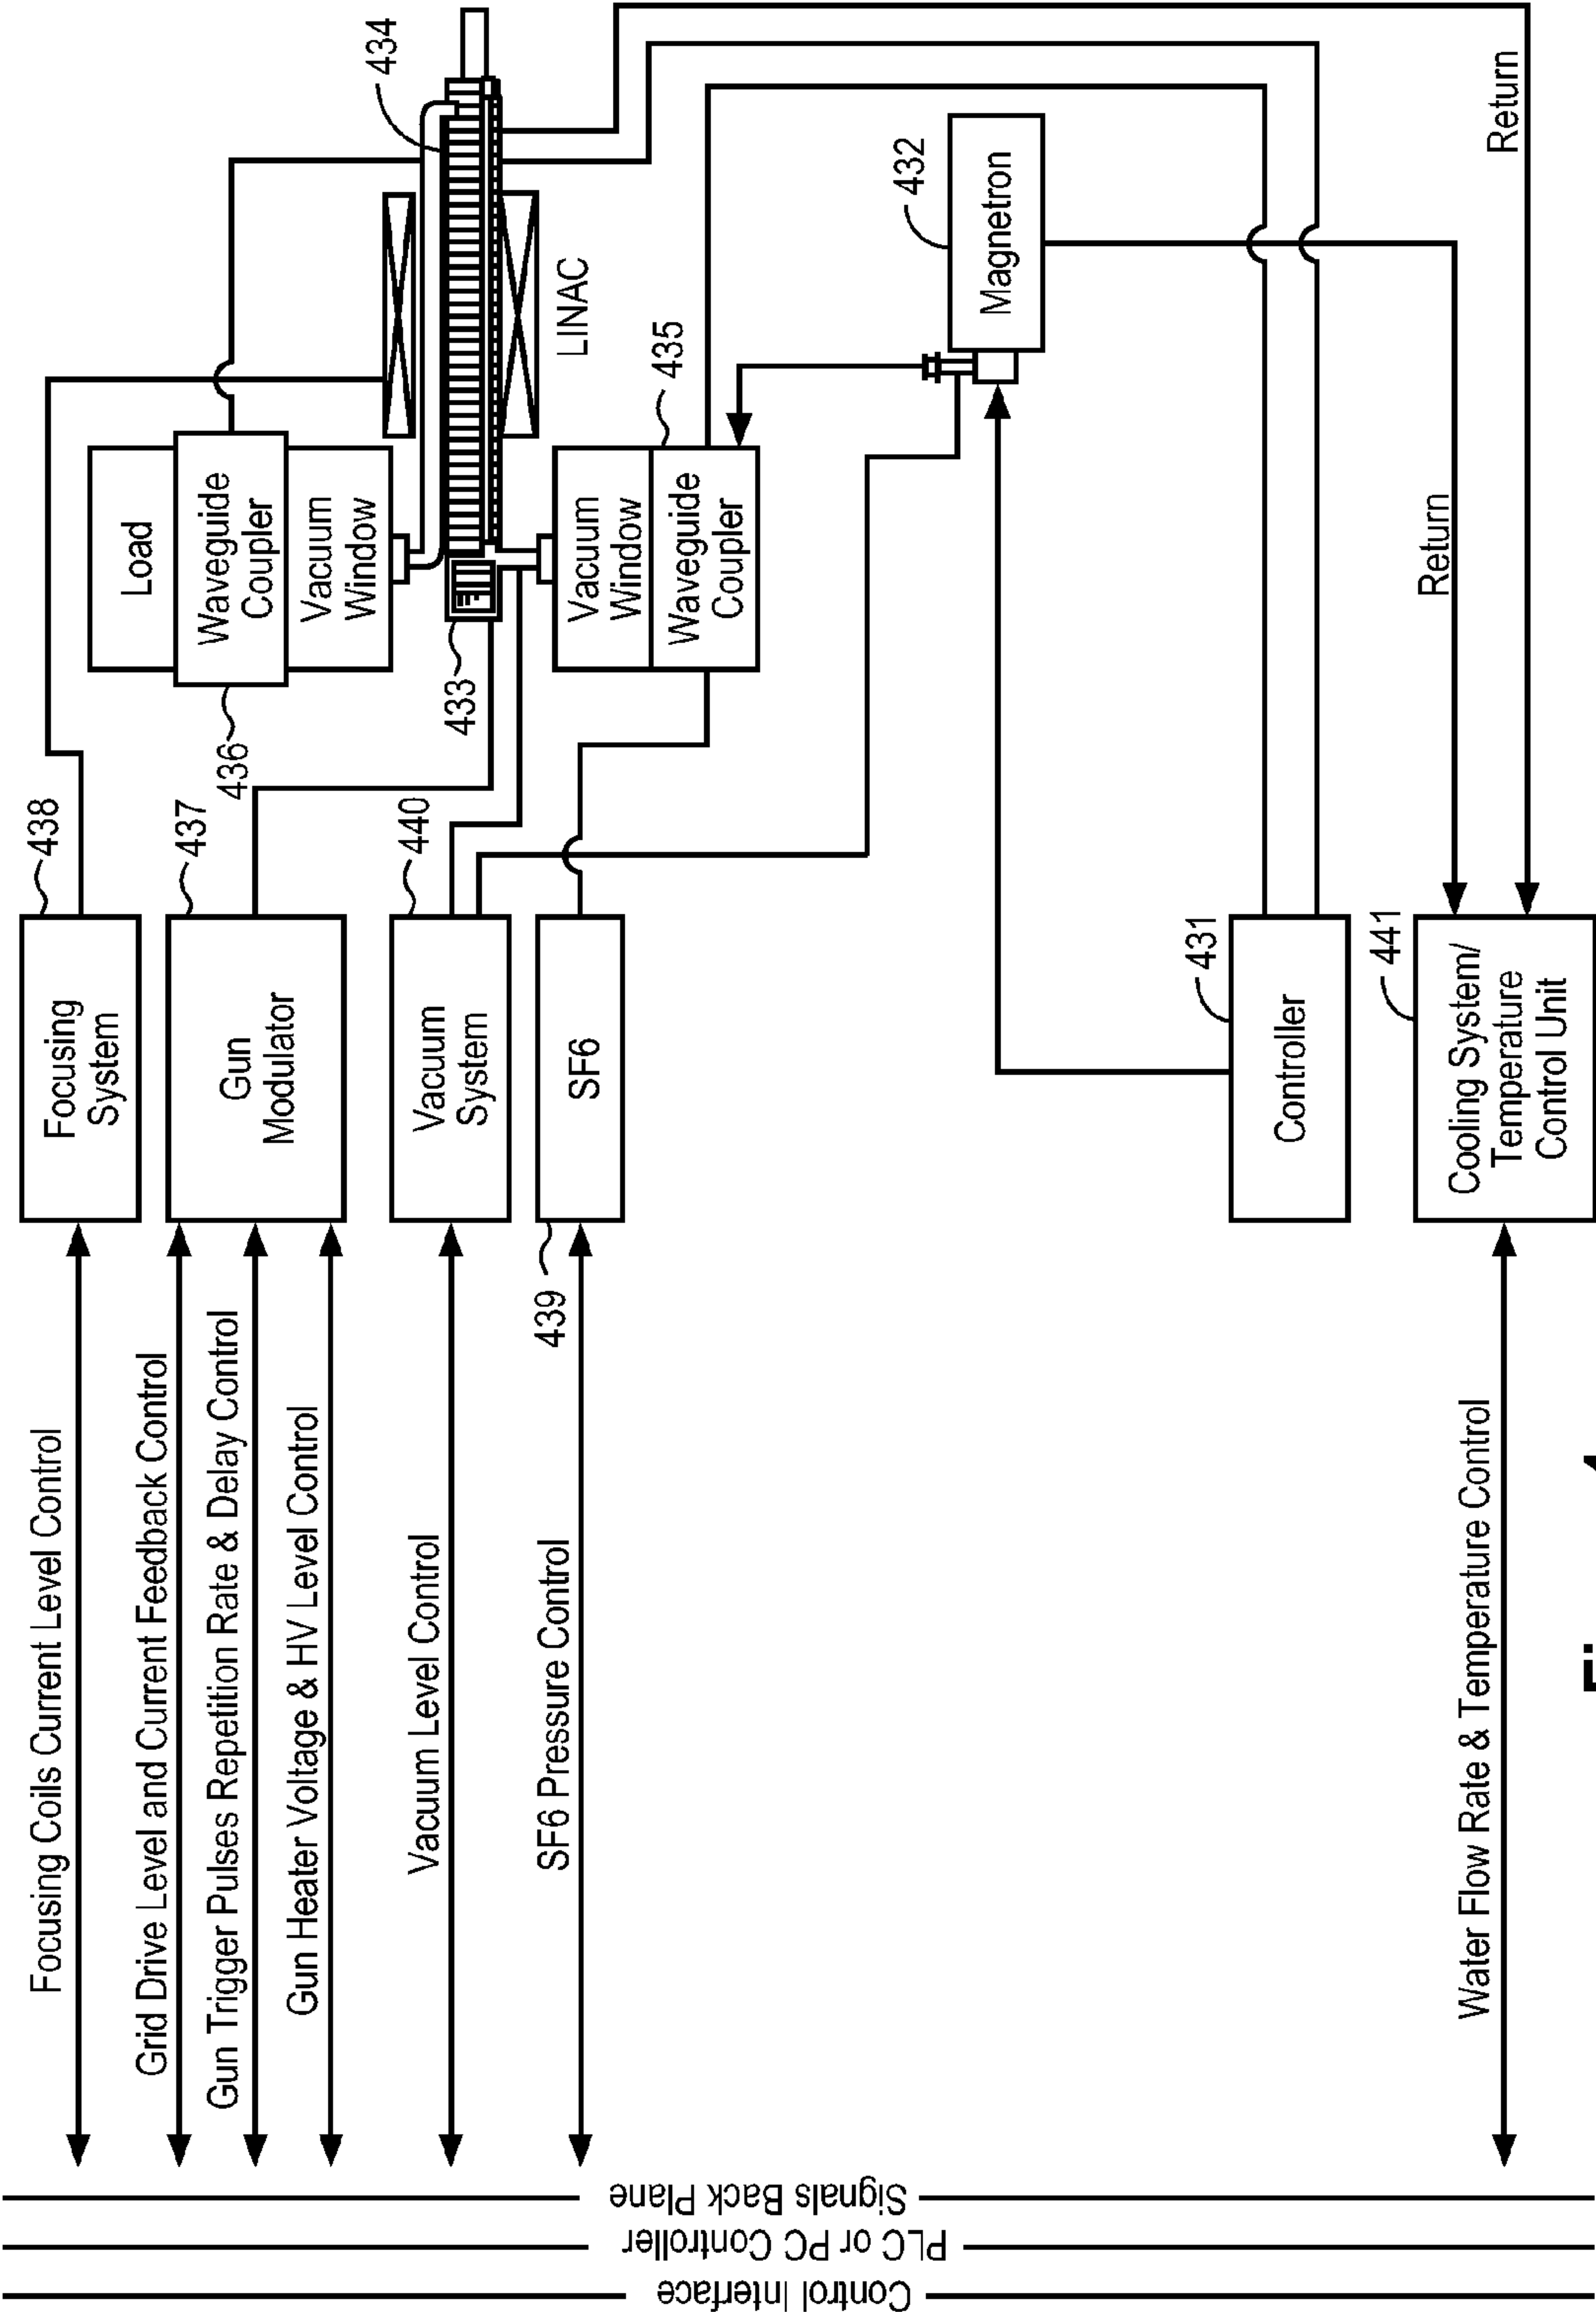 Control Interface
PLC or PC Controller
Signals Back Plane
Focusing Coils Current Level Control
Grid Drive Level and Current Feedback Control
Gun Trigger Pulses Repetition Rate & Delay Control
Gun Heater Voltage & HV Level Control
Vacuum Level Control
SF6 Pressure Control
Water Flow Rate & Temperature Control
438
Focusing
System
437
Gun
Modulator
440
Vacuum
System
439
SF6
431
Controller
441
Cooling System/
Temperature
Control Unit
436
Load
Waveguide
Coupler
Vacuum
Window
433
434
LINAC
435
Vacuum
Window
Waveguide
Coupler
432
Magnetron
Return
Return